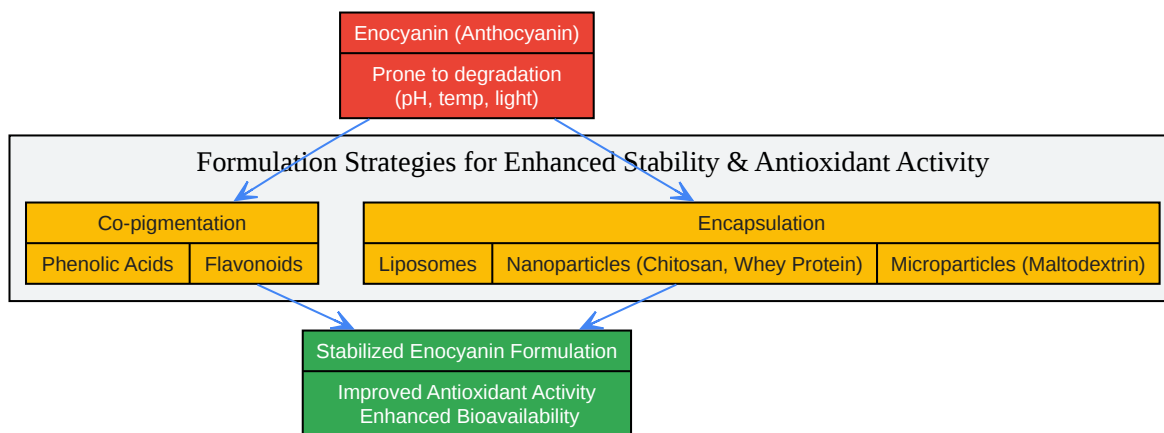 Enocyanin (Anthocyanin)
Prone to degradation
(pH, temp, light)
Formulation Strategies for Enhanced Stability & Antioxidant Activity
Co-pigmentation
Phenolic Acids
Flavonoids
Encapsulation
Liposomes
Nanoparticles (Chitosan, Whey Protein)
Microparticles (Maltodextrin)
Stabilized Enocyanin Formulation
Improved Antioxidant Activity
Enhanced Bioavailability